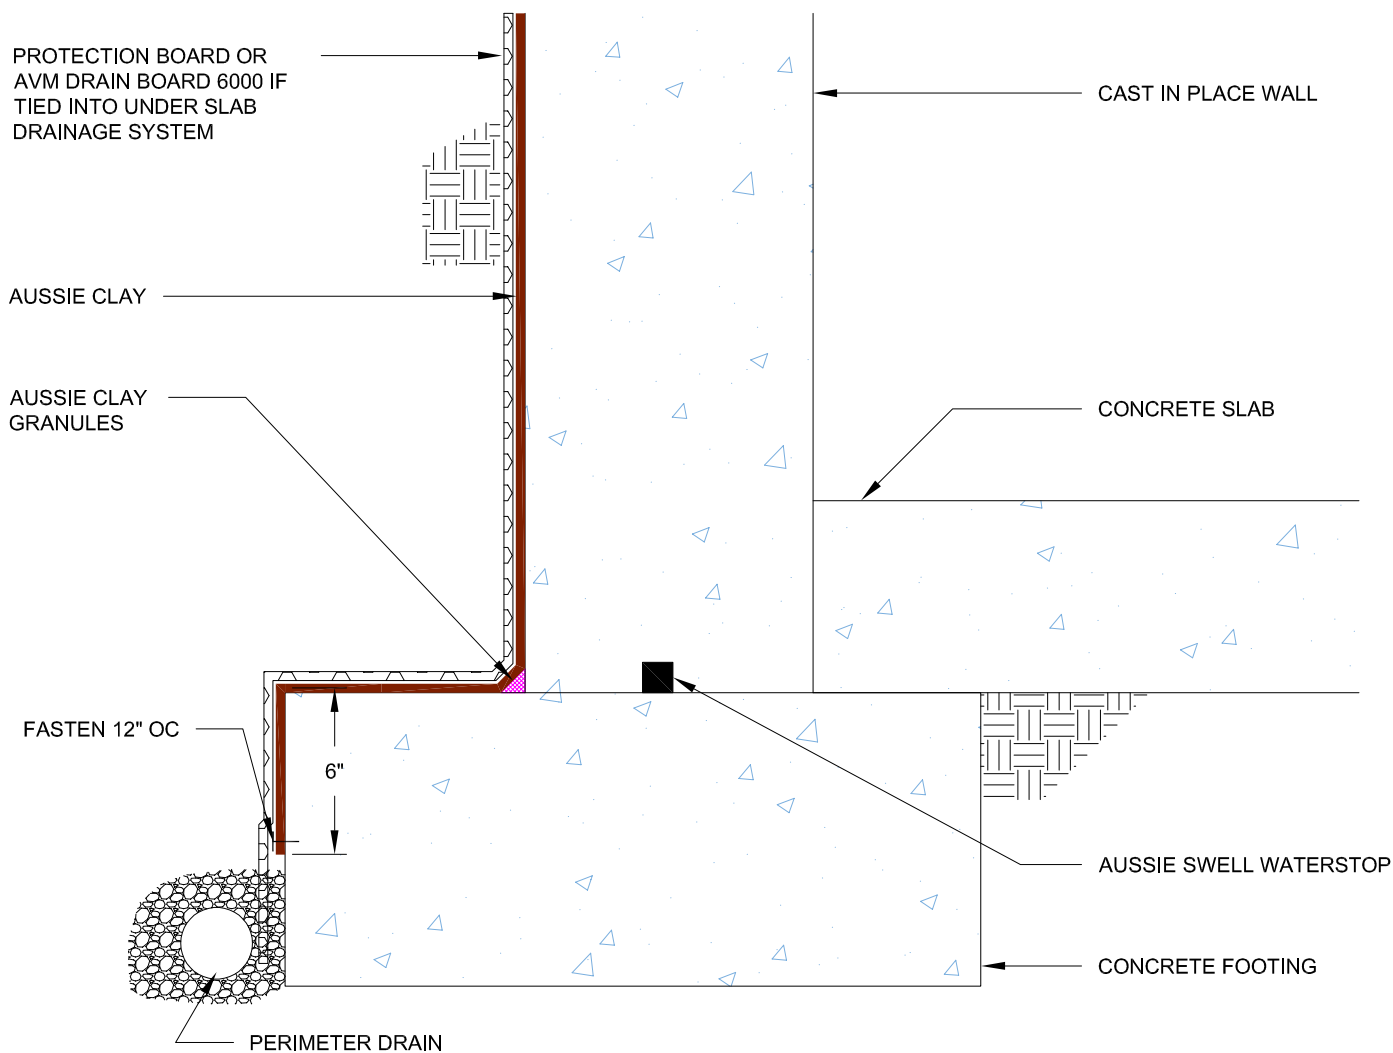 PROTECTION BOARD OR
AVM DRAIN BOARD 6000 IF
TIED INTO UNDER SLAB
DRAINAGE SYSTEM
CAST IN PLACE WALL
AUSSIE CLAY
AUSSIE CLAY
GRANULES
CONCRETE SLAB
FASTEN 12" OC
6"
AUSSIE SWELL WATERSTOP
CONCRETE FOOTING
PERIMETER DRAIN